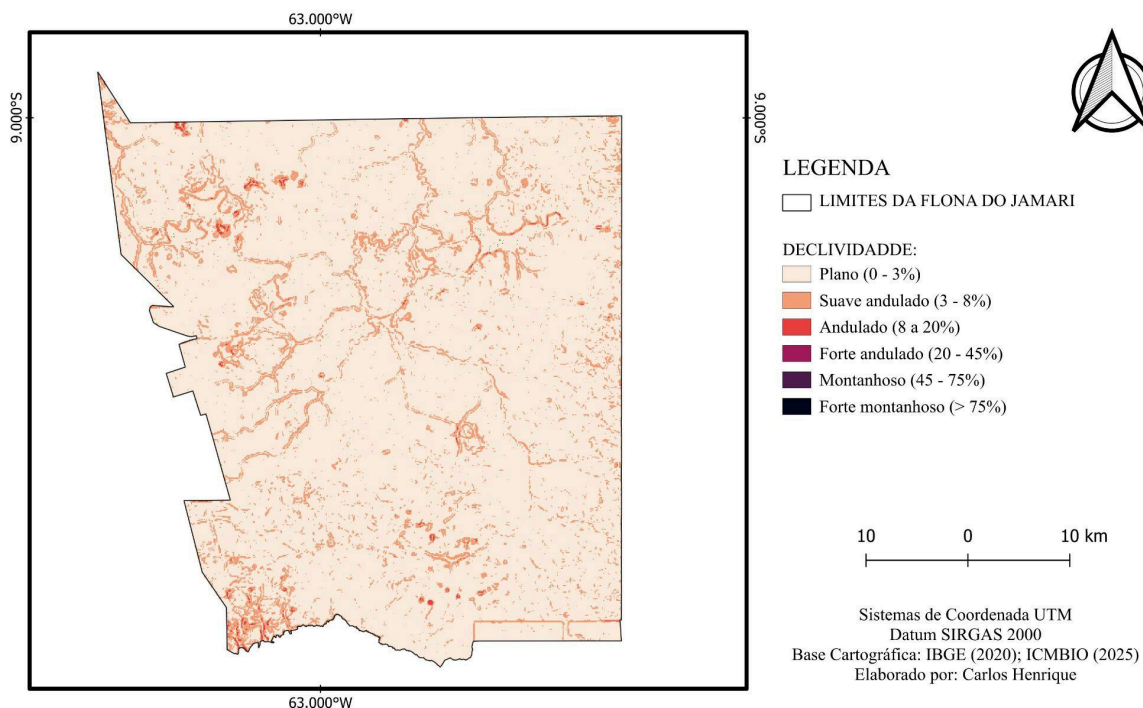 63.000°W
9.000°S
9.000°S
LEGENDA
LIMITES DA FLONA DO JAMARI
DECLIVIDADDE:
Plano (0 - 3%)
Suave andulado (3 - 8%)
Andulado (8 a 20%)
Forte andulado (20 - 45%)
Montanhoso (45 - 75%)
Forte montanhoso (> 75%)
10 0 10 km
Sistemas de Coordenada UTM
Datum SIRGAS 2000
Base Cartográfica: IBGE (2020); ICMBIO (2025)
Elaborado por: Carlos Henrique
63.000°W